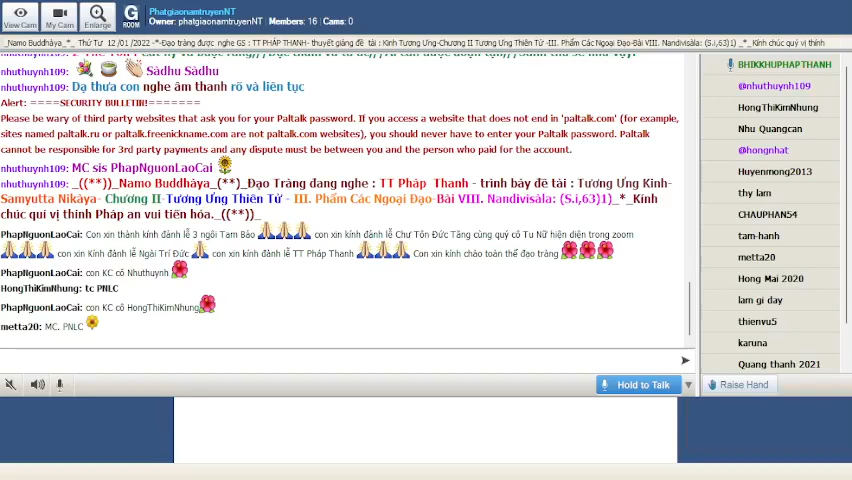 View Cam
My Cam
Enlarge
G
ROOM
PhatgiaonamtruyenNT
Owner: phatgiaonamtruyenNT Members: 16 Cams: 0
_Namo Buddhàya_*_ Thứ Tư 12 /01 /2022 -*-Đạo tràng được nghe GS : TT PHÁP THANH- thuyết giảng đề tài : Kinh Tương Ưng-Chương II Tương Ưng Thiên Tử -III. Phẩm Các Ngoại Đạo-Bài VIII. Nandivisàla: (S.i,63)1) _*_ Kính chúc quý vị thính
nhuthuynh109: Sàdhu Sàdhu
nhuthuynh109: Dạ thưa con nghe âm thanh rõ và liên tục
Alert: ====SECURITY BULLETIN!=======
Please be wary of third party websites that ask you for your Paltalk password. If you access a website that does not end in 'paltalk.com' (for example,
sites named paltalk.ru or paltalk.freenickname.com are not paltalk.com websites), you should never have to enter your Paltalk password. Paltalk
cannot be responsible for 3rd party payments and any dispute must be between you and the person who paid for the account.
nhuthuynh109: MC sis PhapNguonLaoCai
nhuthuynh109: _((**))_Namo Buddhàya_(**)_Đạo Tràng đang nghe : TT Pháp Thanh - trình bày đề tài : Tương Ưng Kinh-
Samyutta Nikàya- Chương II-Tương Ưng Thiên Tử - III. Phẩm Các Ngoại Đạo-Bài VIII. Nandivisàla: (S.i,63)1)_*_Kính
chúc quí vị thính Pháp an vui tiến hóa._((**))_
PhapNguonLaoCai: Con xin thành kính đảnh lễ 3 ngôi Tam Bảo con xin kính đảnh lễ Chư Tôn Đức Tăng cùng quý cô Tu Nữ hiện diện trong zoom
con xin Kính đảnh lễ Ngài Trí Đức con xin kính đảnh lễ TT Pháp Thanh Con xin kính chào toàn thể đạo tràng
PhapNguonLaoCai: con KC cô Nhuthuynh
HongThiKimNhung: tc PNLC
PhapNguonLaoCai: con KC cô HongThiKimNhung
metta20: MC. PNLC
Hold to Talk
BHIKKHUPHAPTHANH
@nhuthuynh109
HongThiKimNhung
Nhu Quangcan
@hongnhat
Huyenmong2013
thy lam
CHAUPHAN54
tam-hanh
metta20
Hong Mai 2020
lam gi day
thienvu5
karuna
Quang thanh 2021
Raise Hand